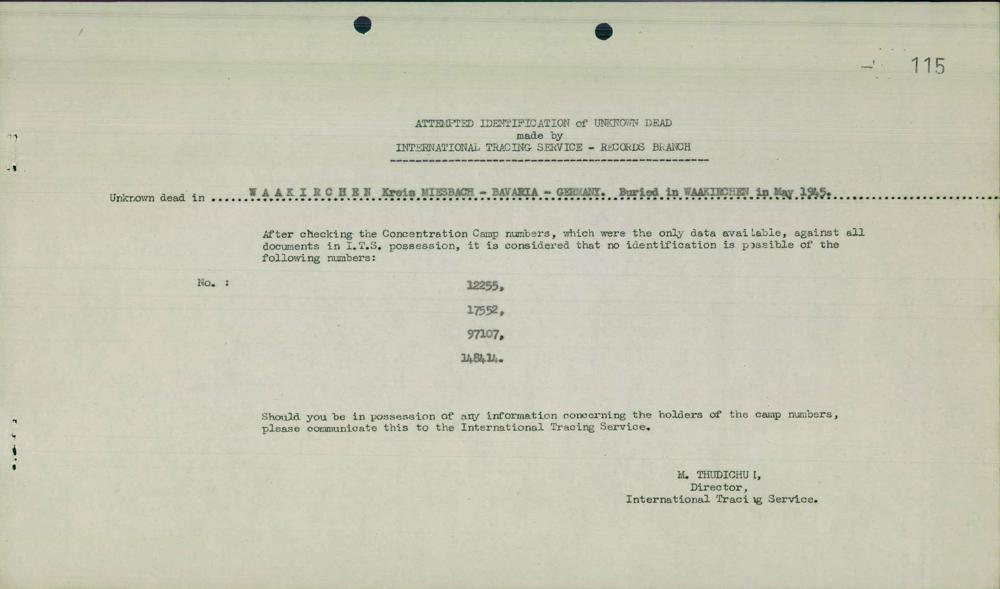 - 115
ATTEMPTED IDENTIFICATION of UNKNOWN DEAD
made by
INTERNATIONAL TRACING SERVICE - RECORDS BRANCH
Unknown dead in WAAKIRCHEN Kreis MIESBACH - BAVARIA - GERMANY. Buried in WAAKIRCHEN in May 1945.
After checking the Concentration Camp numbers, which were the only data available, against all
documents in I.T.S. possession, it is considered that no identification is possible of the
following numbers:
No. : 12255,
17552,
97107,
148414.
Should you be in possession of any information concerning the holders of the camp numbers,
please communicate this to the International Tracing Service.
M. THUDICHUM,
Director,
International Tracing Service.